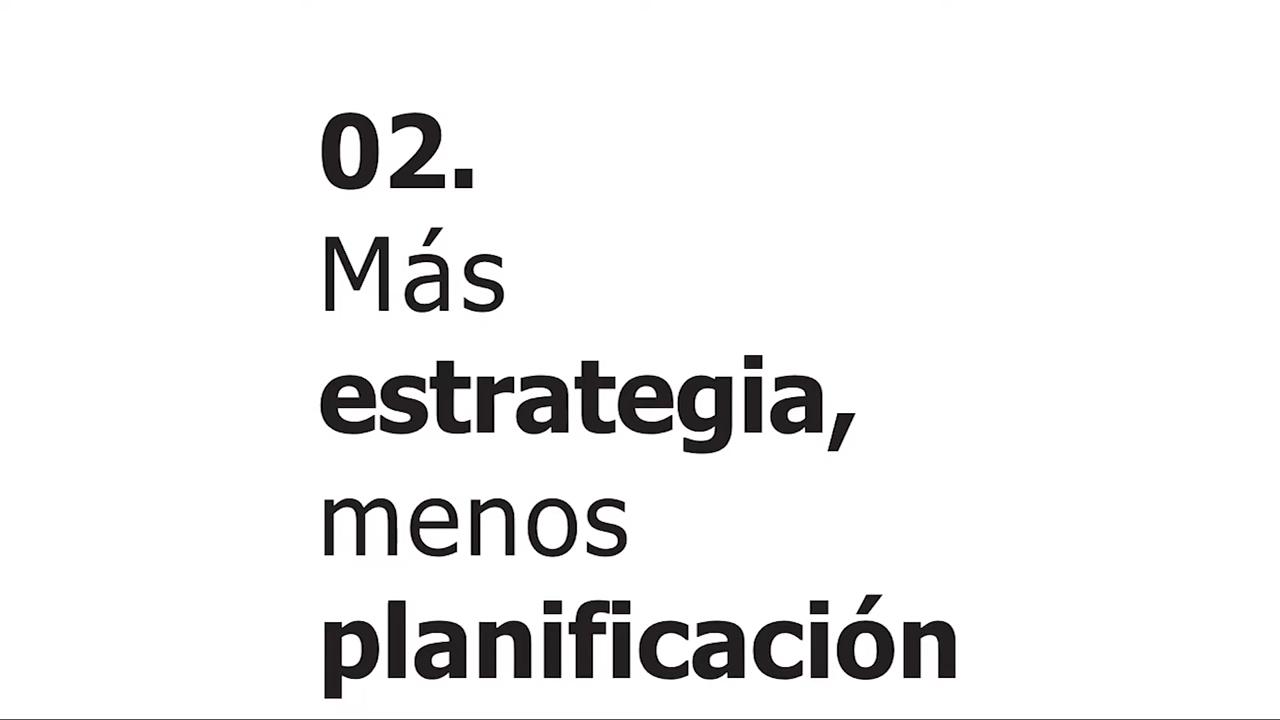 02.
Más
estrategia,
menos
planificación